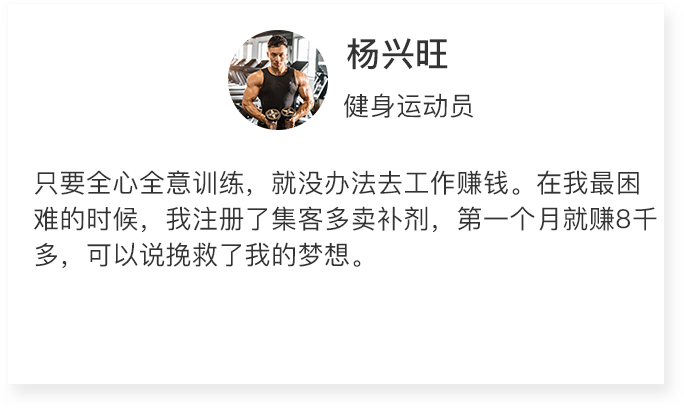 杨兴旺
健身运动员
只要全心全意训练，就没办法去工作赚钱。在我最困
难的时候，我注册了集客多卖补剂，第一个月就赚8千
多，可以说挽救了我的梦想。